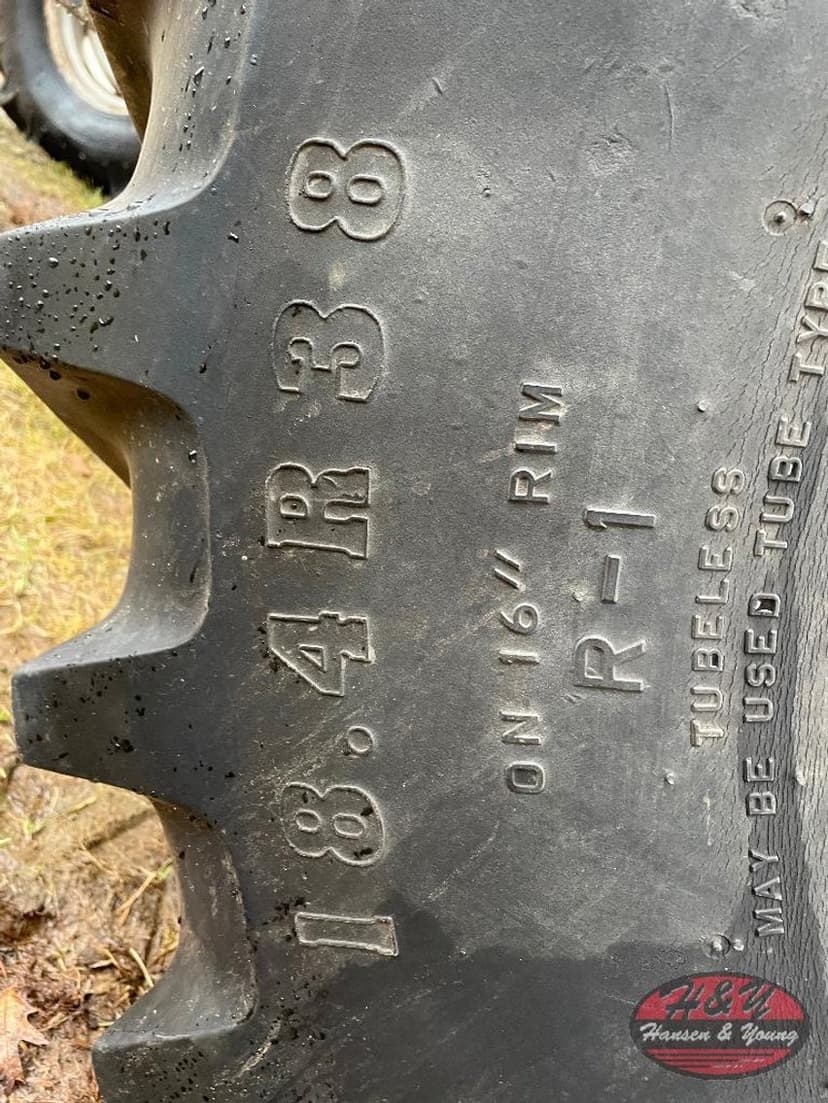 18.4R38
ON 16" RIM
R-1
TUBELESS
MAY BE USED TUBE TYPE
H&Y
Hansen & Young